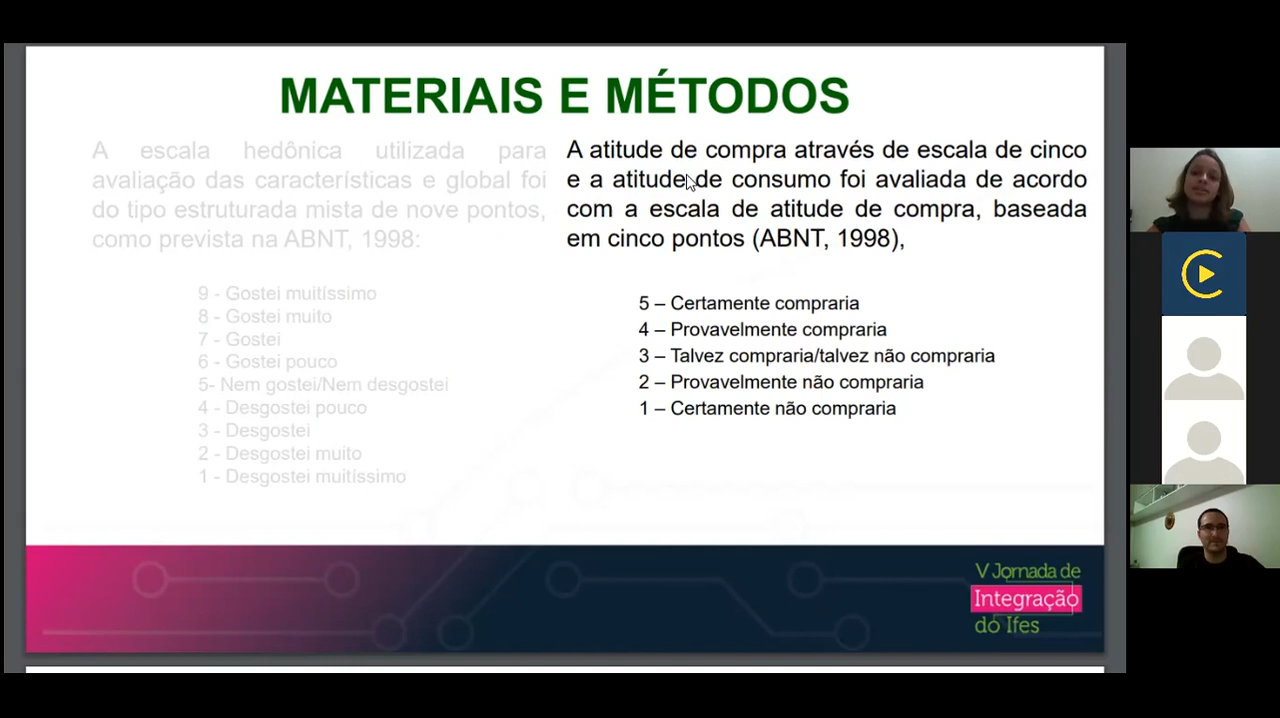 MATERIAIS E MÉTODOS
A escala hedônica utilizada para
avaliação das características e global foi
do tipo estruturada mista de nove pontos,
como prevista na ABNT, 1998:
9 - Gostei muitíssimo
8 - Gostei muito
7 - Gostei
6 - Gostei pouco
5- Nem gostei/Nem desgostei
4 - Desgostei pouco
3 - Desgostei
2 - Desgostei muito
1 - Desgostei muitíssimo
A atitude de compra através de escala de cinco
e a atitude de consumo foi avaliada de acordo
com a escala de atitude de compra, baseada
em cinco pontos (ABNT, 1998),
5 – Certamente compraria
4 – Provavelmente compraria
3 – Talvez compraria/talvez não compraria
2 – Provavelmente não compraria
1 – Certamente não compraria
V Jornada de
Integração
do Ifes